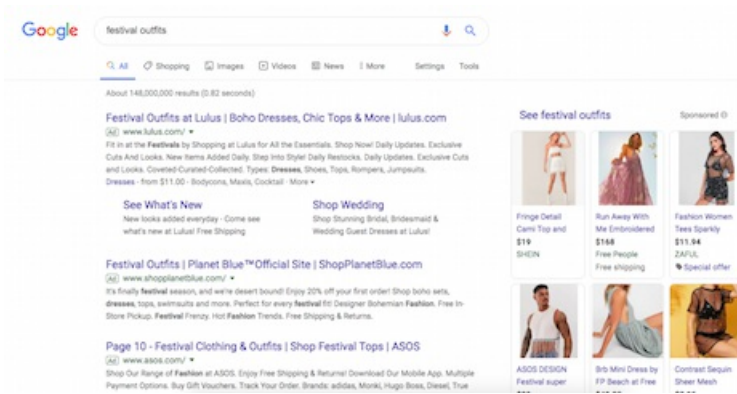 Google
festival outfits
All Shopping Images Videos News More Settings Tools
About 148,000,000 results (0.82 seconds)
Festival Outfits at Lulus | Boho Dresses, Chic Tops & More | lulus.com
Ad www.lulus.com/
Fit in at the Festivals by Shopping at Lulus for All the Essentials. Shop Now! Daily Updates. Exclusive
Cuts And Looks. New Items Added Daily. Step Into Style! Daily Restocks. Daily Updates. Exclusive Cuts
and Looks. Coveted-Curated-Collected. Types: Dresses, Shoes, Tops, Rompers, Jumpsuits.
Dresses - from $11.00 - Bodycons, Maxis, Cocktail · More
See What's New
New looks added everyday - Come see
what's new at Lulus! Free Shipping
Shop Wedding
Shop Stunning Bridal, Bridesmaid &
Wedding Guest Dresses at Lulus!
Festival Outfits | Planet Blue™ Official Site | ShopPlanetBlue.com
Ad www.shopplanetblue.com/
It's finally festival season, and we're desert bound! Enjoy 20% off your first order! Shop boho sets,
dresses, tops, swimsuits and more. Perfect for every festival fit! Designer Bohemian Fashion. Free In-
Store Pickup. Festival Frenzy. Hot Fashion Trends. Free Shipping & Returns.
Page 10 - Festival Clothing & Outfits | Shop Festival Tops | ASOS
Ad www.asos.com/
Shop Our Range of Fashion at ASOS. Enjoy Free Shipping & Returns! Download Our Mobile App. Multiple
Payment Options. Buy Gift Vouchers. Track Your Order. Brands: adidas, Monki, Hugo Boss, Diesel, True
See festival outfits
Sponsored
Fringe Detail
Cami Top and
$19
SHEIN
Run Away With
Me Embroidered
$168
Free People
Free shipping
Fashion Women
Tees Sparkly
$11.94
ZAFUL
Special offer
ASOS DESIGN
Festival super
Brb Mini Dress by
FP Beach at Free
Contrast Sequin
Sheer Mesh